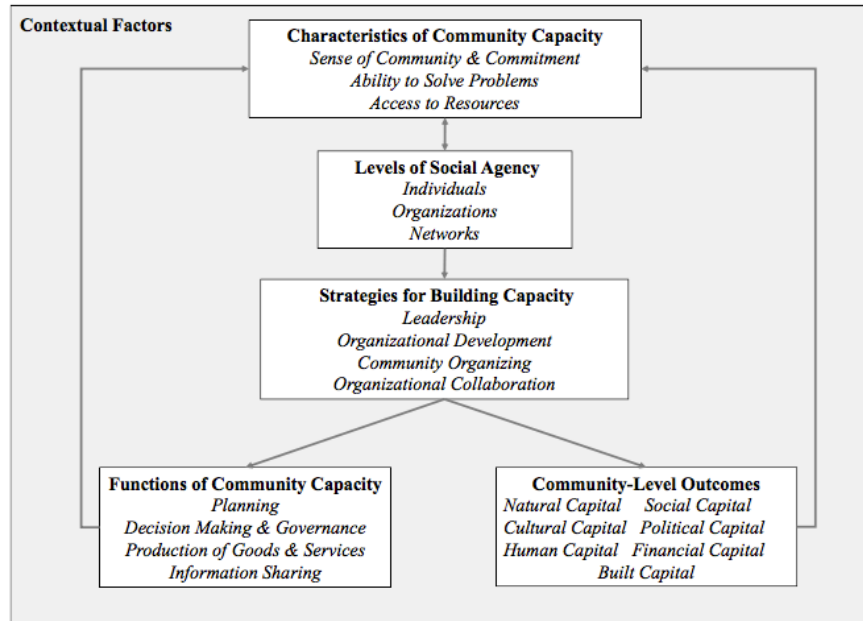 Contextual Factors
Characteristics of Community Capacity
Sense of Community & Commitment
Ability to Solve Problems
Access to Resources
Levels of Social Agency
Individuals
Organizations
Networks
Strategies for Building Capacity
Leadership
Organizational Development
Community Organizing
Organizational Collaboration
Functions of Community Capacity
Planning
Decision Making & Governance
Production of Goods & Services
Information Sharing
Community-Level Outcomes
Natural Capital Social Capital
Cultural Capital Political Capital
Human Capital Financial Capital
Built Capital